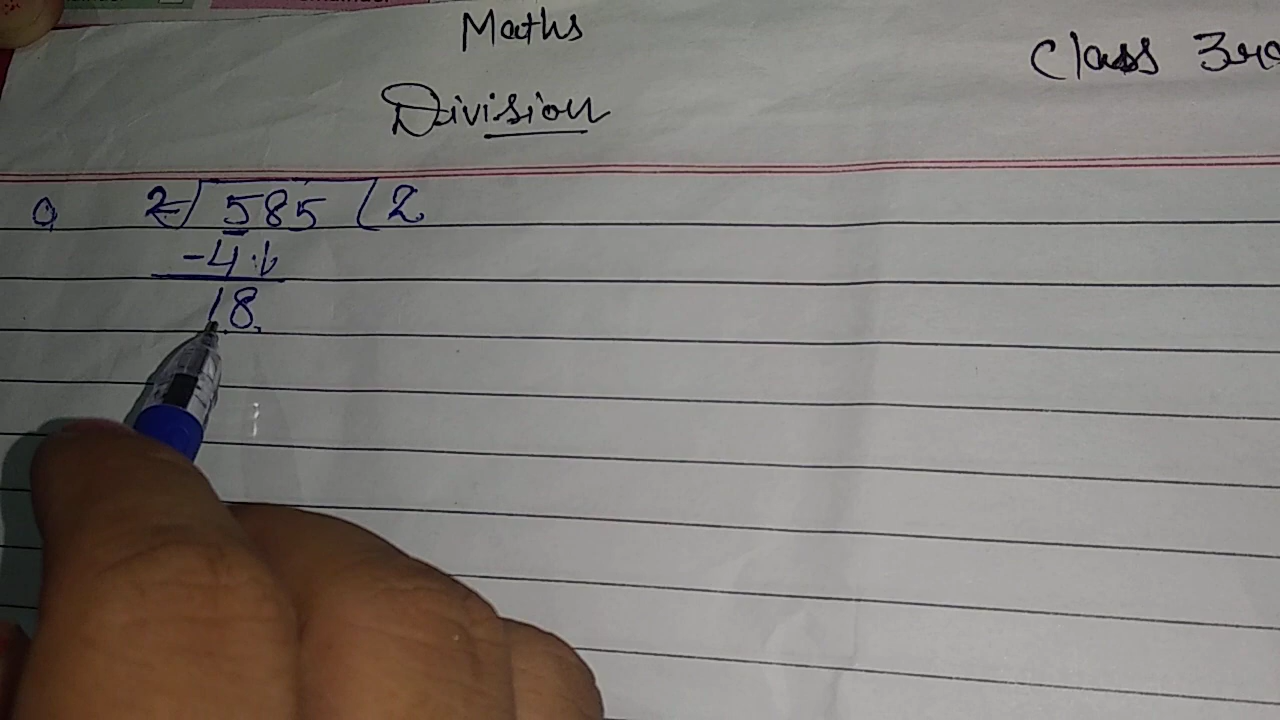 Maths
Class 3rd
Division
Q 2) 585 (2
-4↓
18